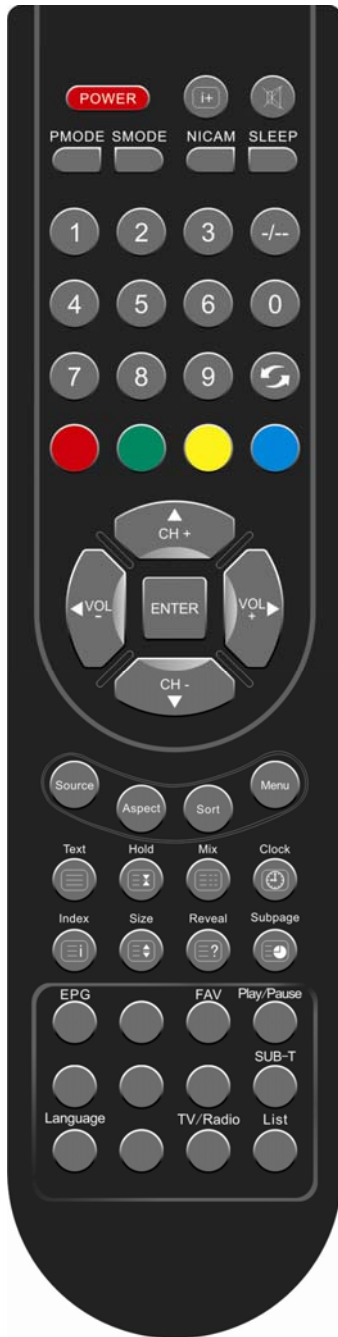 POWER i+
PMODE SMODE NICAM SLEEP
1 2 3 -/--
4 5 6 0
7 8 9
CH +
VOL - ENTER VOL +
CH -
Source Aspect Sort Menu
Text Hold Mix Clock
Index Size Reveal Subpage
i ?
EPG FAV Play/Pause
SUB-T
Language TV/Radio List